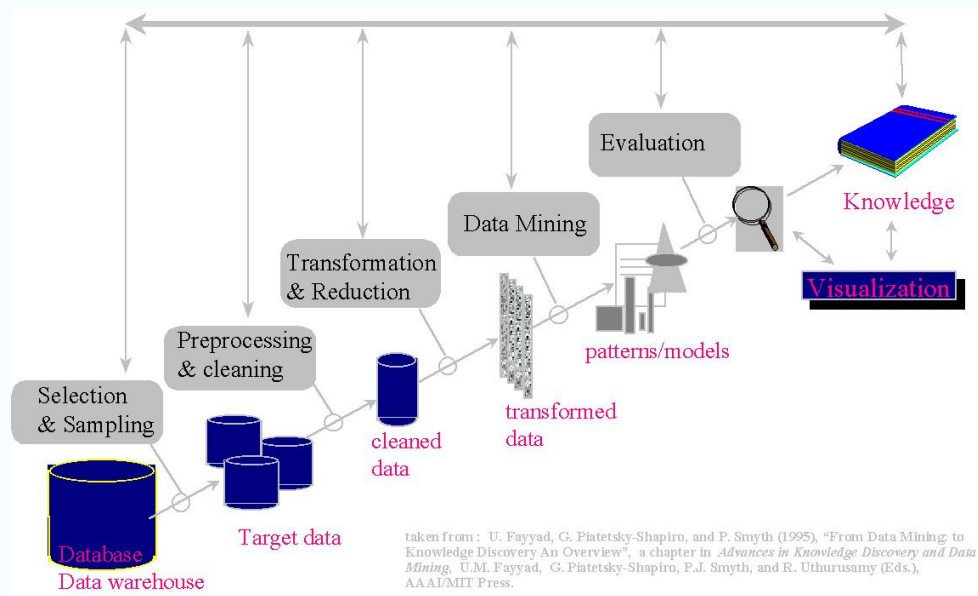 Evaluation
Knowledge
Data Mining
Visualization
Transformation
& Reduction
patterns/models
Preprocessing
& cleaning
transformed
data
Selection
& Sampling
cleaned
data
Target data
Database
Data warehouse
taken from : U. Fayyad, G. Piatetsky-Shapiro, and P. Smyth (1995), “From Data Mining: to
Knowledge Discovery An Overview”, a chapter in Advances in Knowledge Discovery and Data
Mining, U.M. Fayyad, G. Piatetsky-Shapiro, P.J. Smyth, and R. Uthurusamy (Eds.),
AAAI/MIT Press.